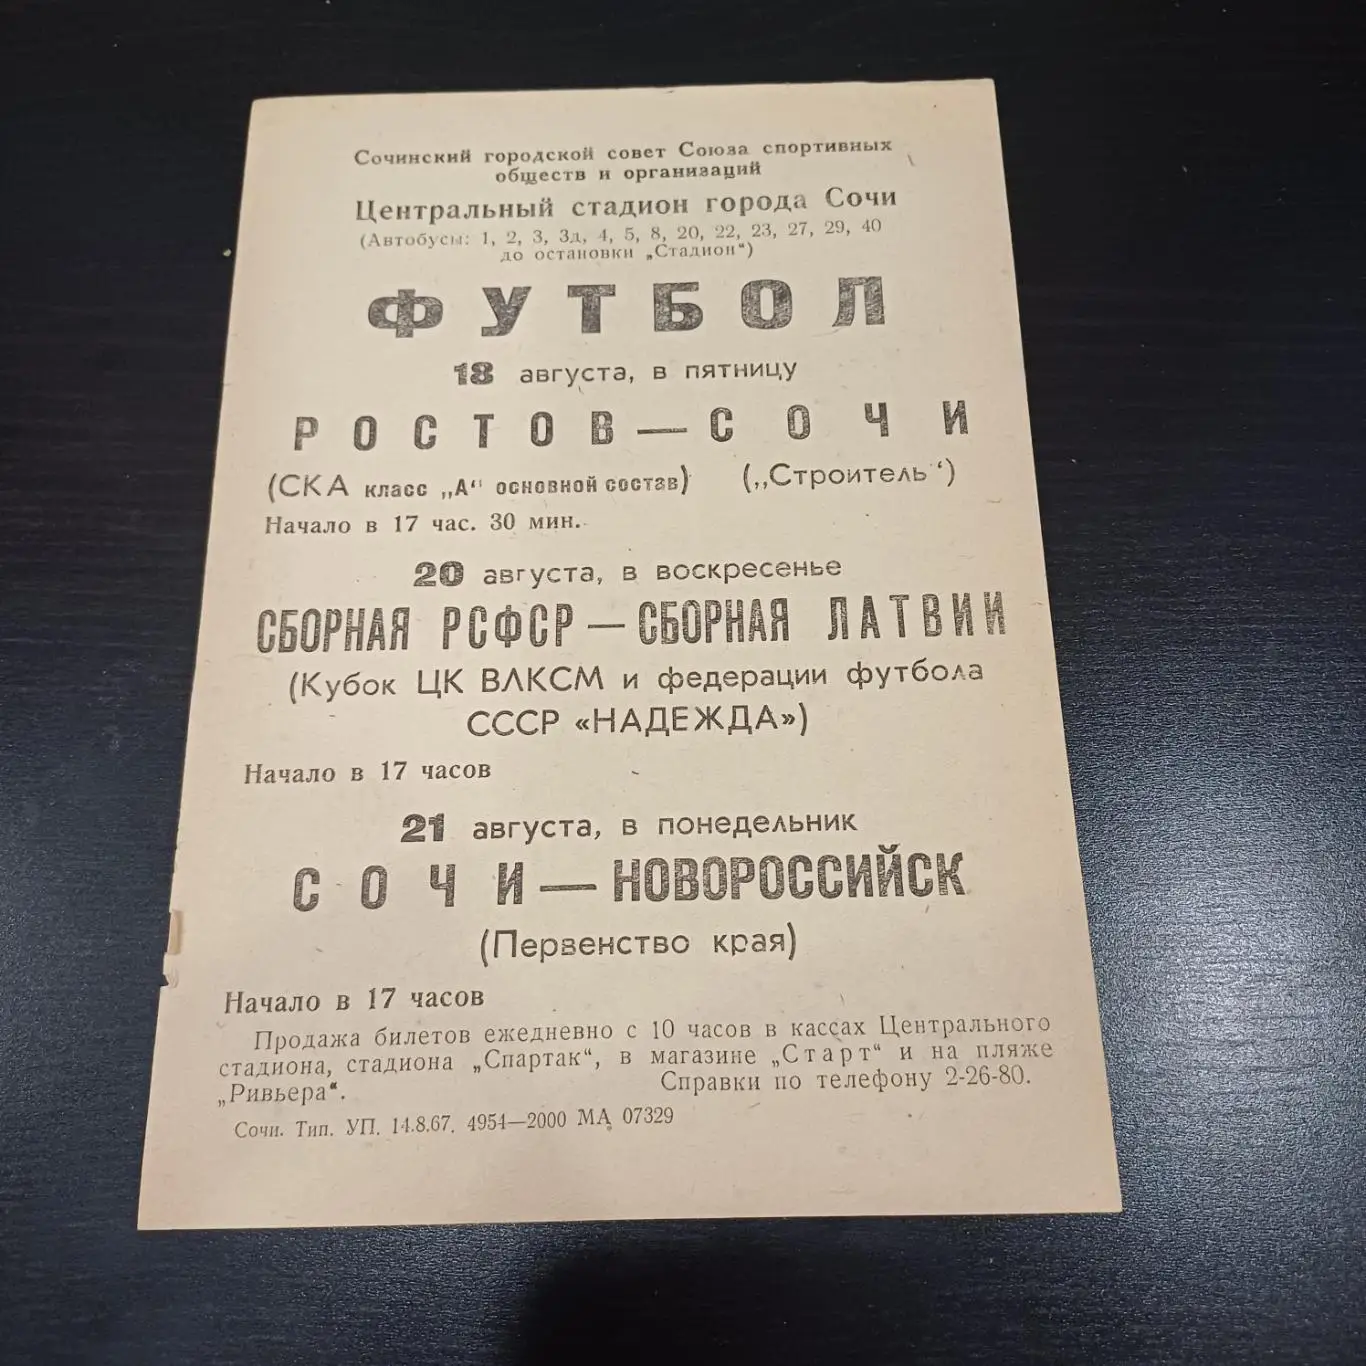 Сочинский городской совет Союза спортивных
обществ и организаций
Центральный стадион города Сочи
(Автобусы: 1, 2, 3, 3д, 4, 5, 8, 20, 22, 23, 27, 29, 40
до остановки „Стадион“)
ФУТБОЛ
18 августа, в пятницу
РОСТОВ—СОЧИ
(СКА класс „А“ основной состав) („Строитель‘)
Начало в 17 час. 30 мин.
20 августа, в воскресенье
СБОРНАЯ РСФСР—СБОРНАЯ ЛАТВИИ
(Кубок ЦК ВЛКСМ и федерации футбола
СССР «НАДЕЖДА»)
Начало в 17 часов
21 августа, в понедельник
СОЧИ—НОВОРОССИЙСК
(Первенство края)
Начало в 17 часов
Продажа билетов ежедневно с 10 часов в кассах Центрального
стадиона, стадиона „Спартак“, в магазине „Старт“ и на пляже
„Ривьера“. Справки по телефону 2-26-80.
Сочи. Тип. УП. 14.8.67. 4954—2000 МА 07329